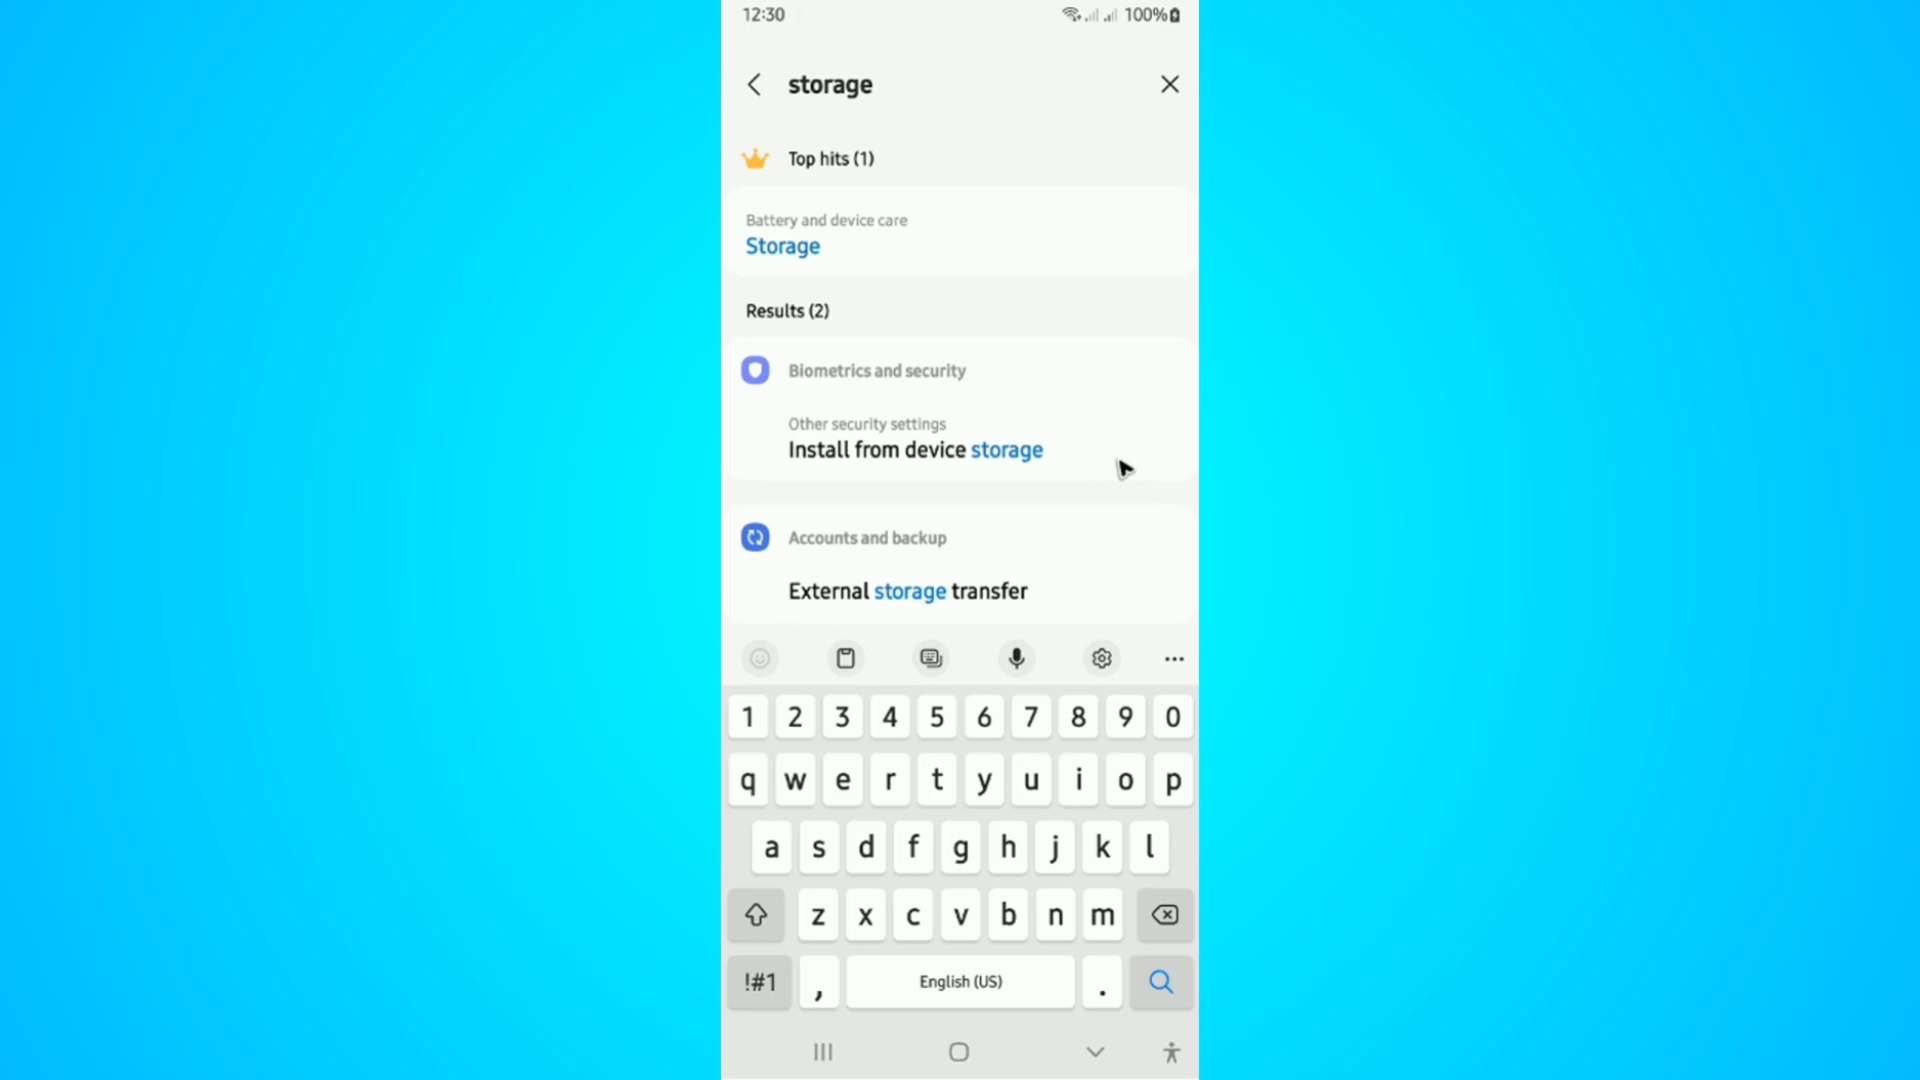 12:30 100%
storage
Top hits (1)
Battery and device care
Storage
Results (2)
Biometrics and security
Other security settings
Install from device storage
Accounts and backup
External storage transfer
1 2 3 4 5 6 7 8 9 0
q w e r t y u i o p
a s d f g h j k l
z x c v b n m
!#1 , English (US) .